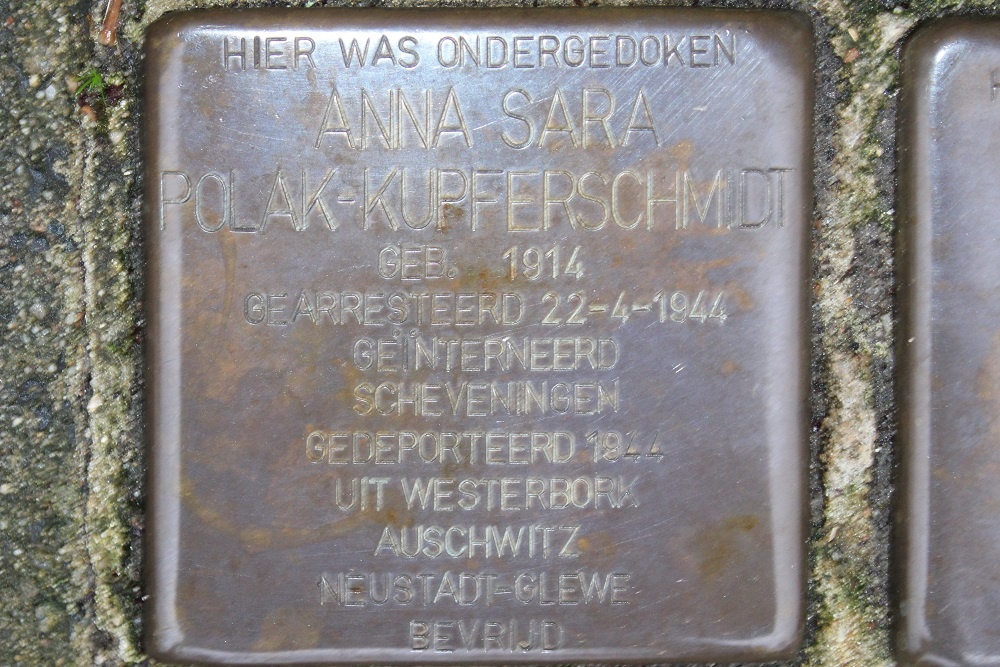 HIER WAS ONDERGEDOKEN
ANNA SARA
POLAK-KUPFERSCHMIDT
GEB. 1914
GEARRESTEERD 22-4-1944
GEÏNTERNEERD
SCHEVENINGEN
GEDEPORTEERD 1944
UIT WESTERBORK
AUSCHWITZ
NEUSTADT-GLEWE
BEVRIJD